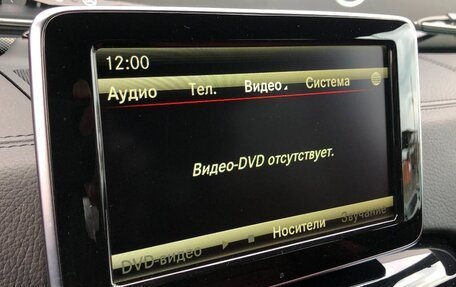 12:00
Аудио Тел. Видео Система
Видео-DVD отсутствует.
DVD-видео Носители Звучание